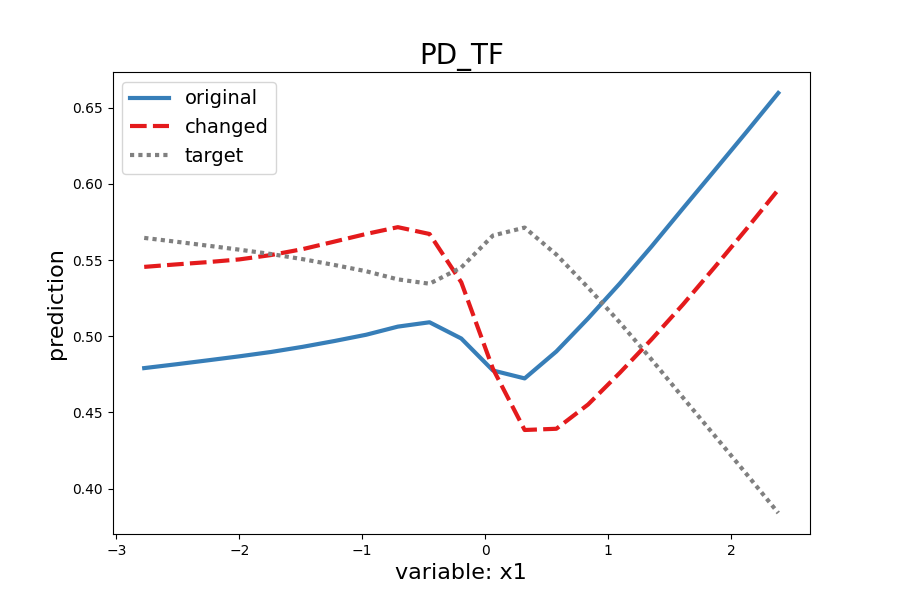 PD_TF
original
changed
target
prediction
0.65
0.60
0.55
0.50
0.45
0.40
−3
−2
−1
0
1
2
variable: x1